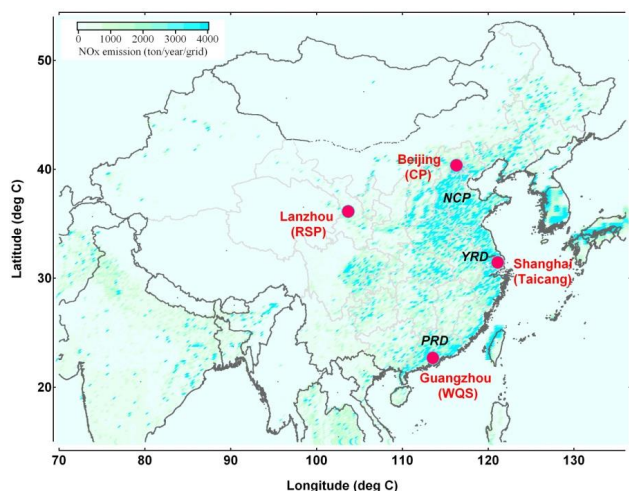 50
0 1000 2000 3000 4000
NOx emission (ton/year/grid)
Beijing
(CP)
40
NCP
Lanzhou
(RSP)
YRD
Shanghai
(Taicang)
30
PRD
Guangzhou
(WQS)
20
Latitude (deg C)
70 80 90 100 110 120 130
Longitude (deg C)